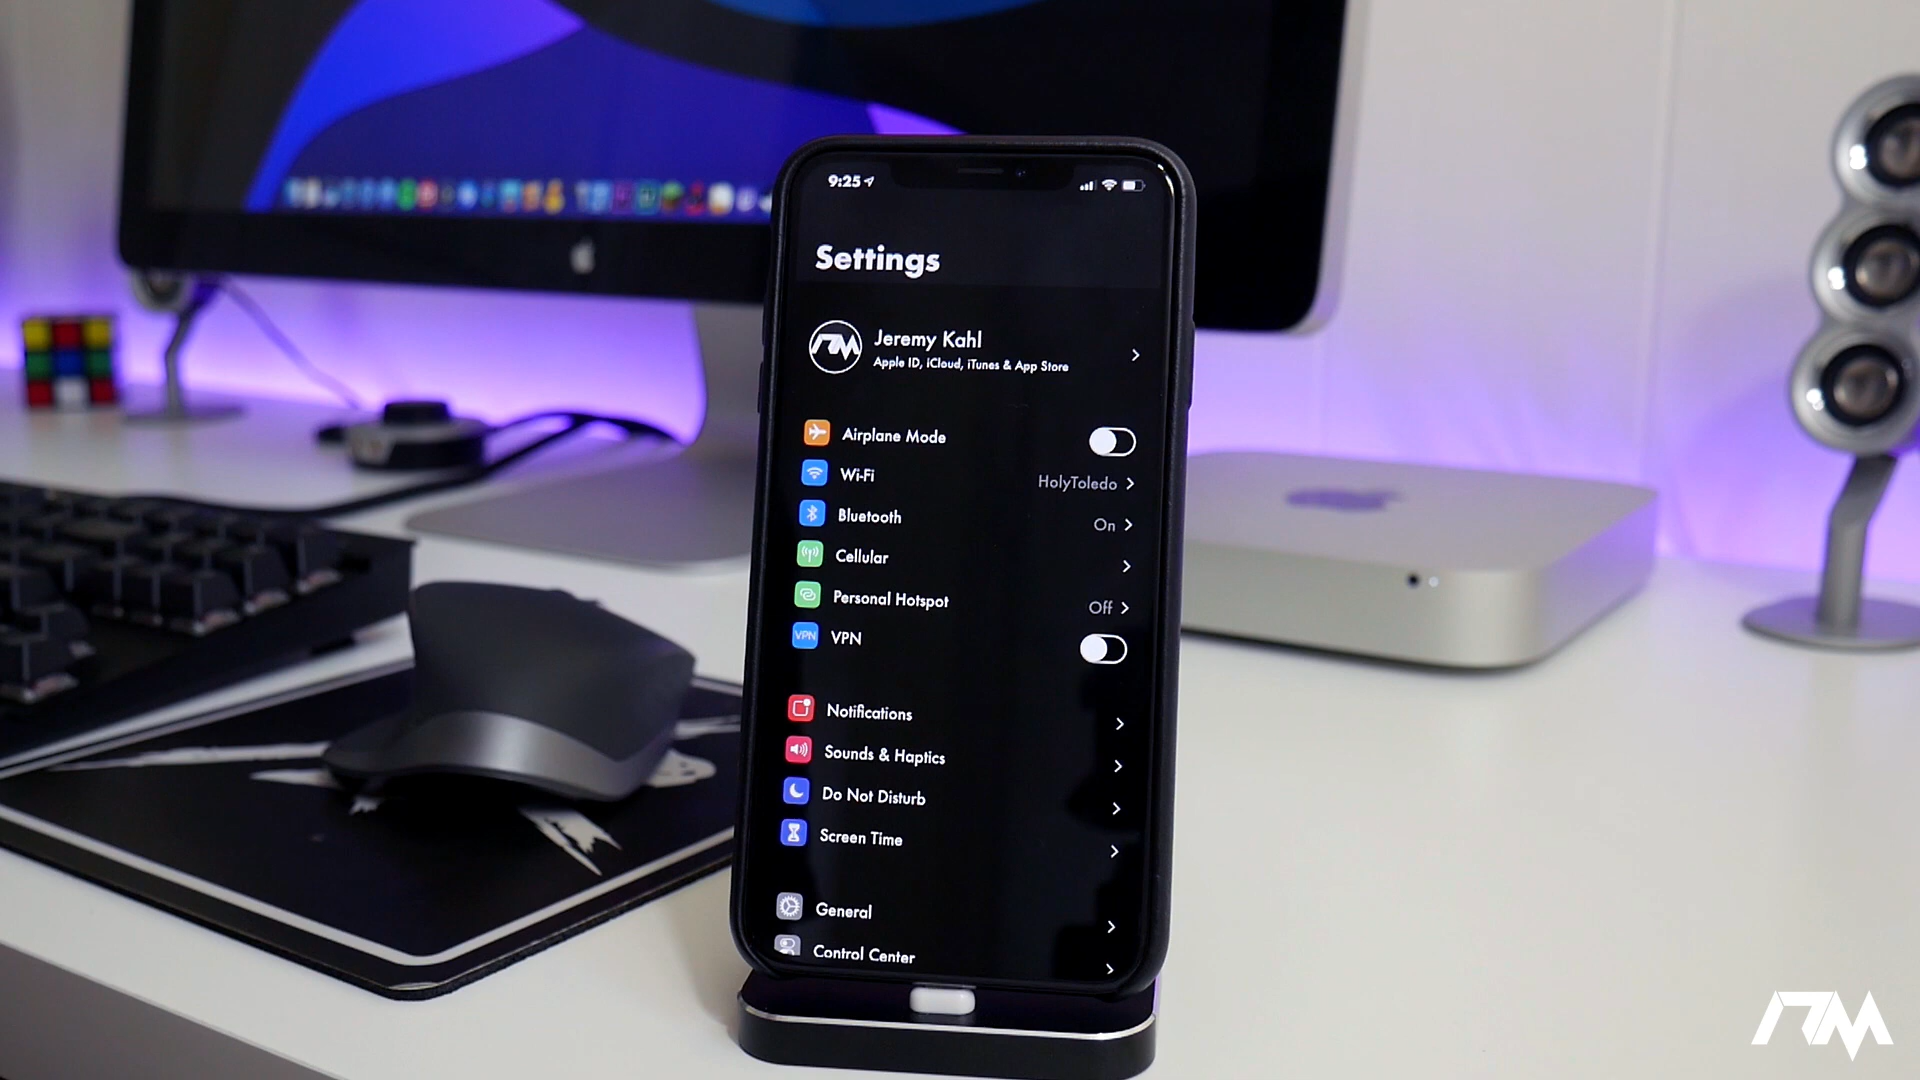 9:25
Settings
Jeremy Kahl
Apple ID, iCloud, iTunes & App Store
Airplane Mode
Wi-Fi HolyToledo
Bluetooth On
Cellular
Personal Hotspot Off
VPN VPN
Notifications
Sounds & Haptics
Do Not Disturb
Screen Time
General
Control Center